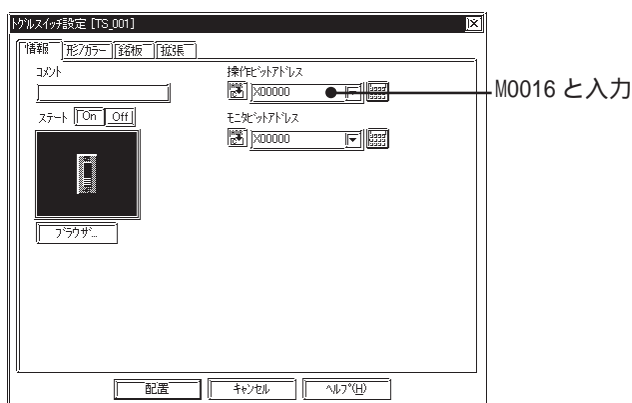 トグルスイッチ設定 [TS_001]
情報 形/カラー 銘板 拡張
コメント
操作ビットアドレス
X00000
M0016 と入力
ステート On Off
モニタビットアドレス
X00000
ブラウザ...
配置 キャンセル ヘルプ(H)